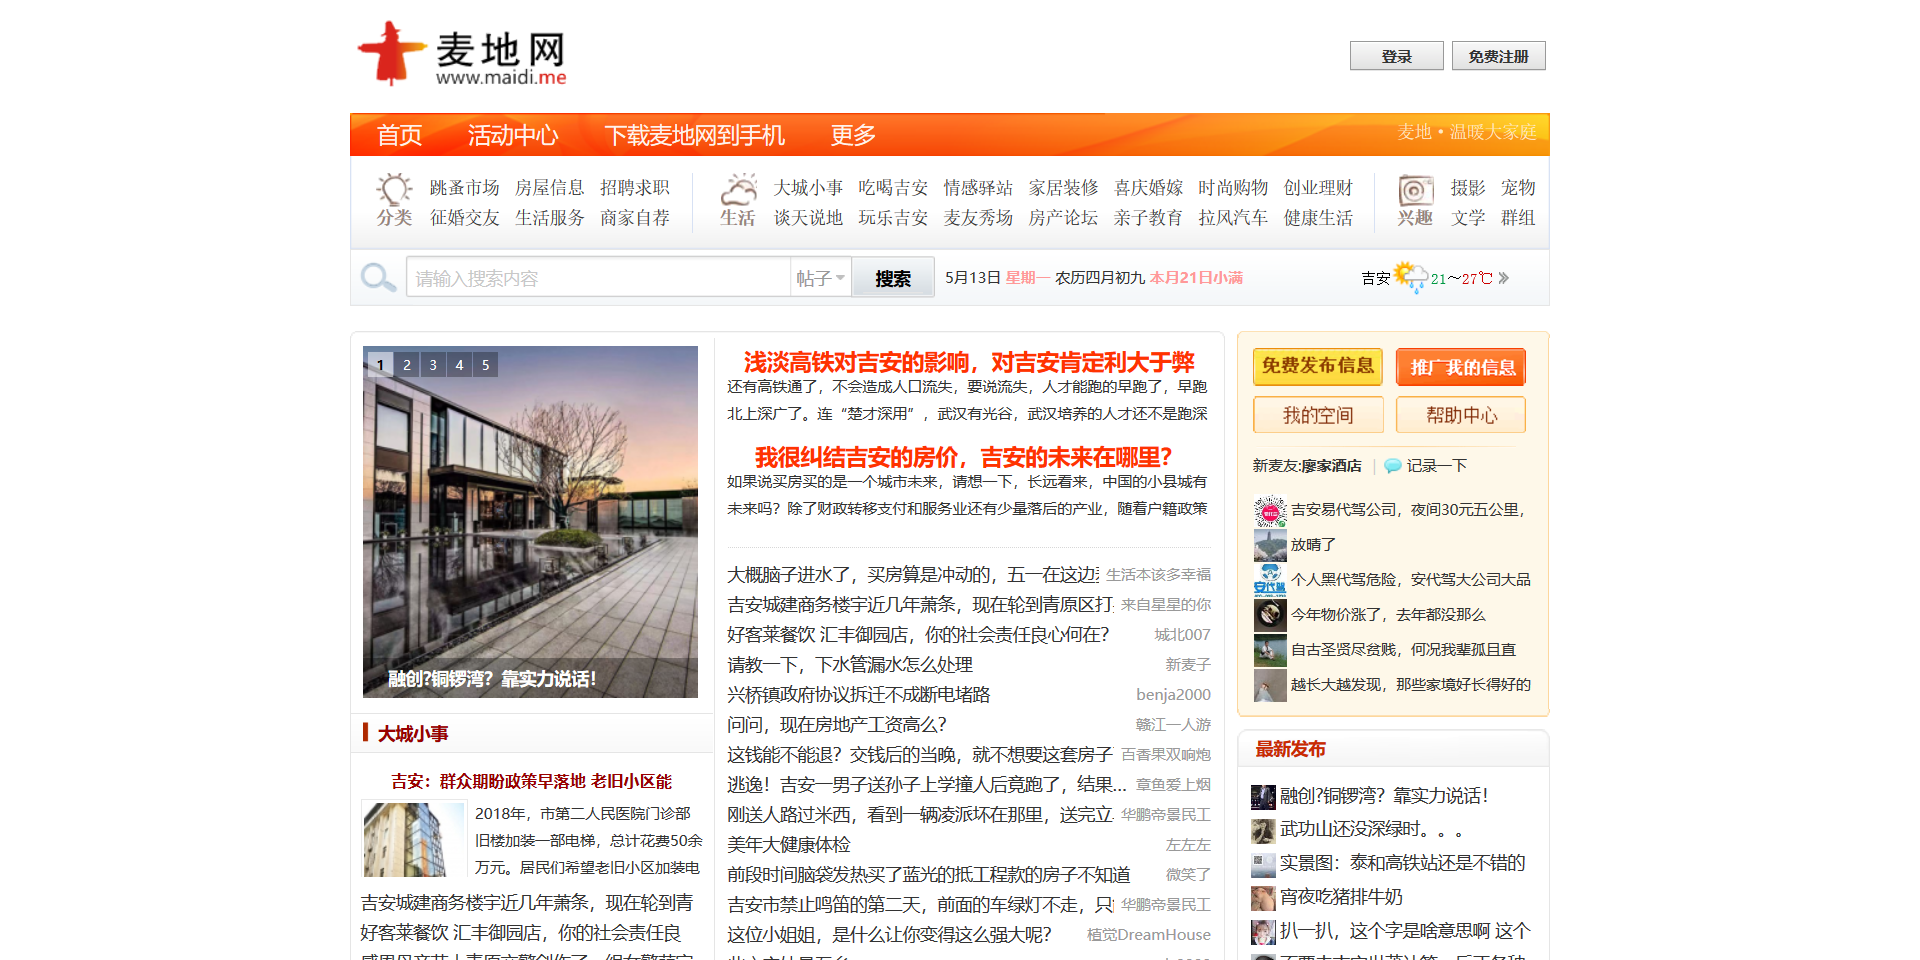 麦地网
www.maidi.me
登录 免费注册
首页 活动中心 下载麦地网到手机 更多 麦地·温暖大家庭
分类 跳蚤市场 房屋信息 招聘求职
征婚交友 生活服务 商家自荐
生活 大城小事 吃喝吉安 情感驿站 家居装修 喜庆婚嫁 时尚购物 创业理财
谈天说地 玩乐吉安 麦友秀场 房产论坛 亲子教育 拉风汽车 健康生活
兴趣 摄影 宠物
文学 群组
请输入搜索内容 帖子 搜索 5月13日 星期一 农历四月初九 本月21日小满 吉安 21～27℃
1 2 3 4 5
融创?铜锣湾？靠实力说话！
大城小事
吉安：群众期盼政策早落地 老旧小区能
2018年，市第二人民医院门诊部
旧楼加装一部电梯，总计花费50余
万元。居民们希望老旧小区加装电
吉安城建商务楼宇近几年萧条，现在轮到青
好客莱餐饮 汇丰御园店，你的社会责任良
浅淡高铁对吉安的影响，对吉安肯定利大于弊
还有高铁通了，不会造成人口流失，要说流失，人才能跑的早跑了，早跑
北上深广了。连“楚才深用”，武汉有光谷，武汉培养的人才还不是跑深
我很纠结吉安的房价，吉安的未来在哪里？
如果说买房买的是一个城市未来，请想一下，长远看来，中国的小县城有
未来吗？除了财政转移支付和服务业还有少量落后的产业，随着户籍政策
大概脑子进水了，买房算是冲动的，五一在这边 生活本该多幸福
吉安城建商务楼宇近几年萧条，现在轮到青原区打 来自星星的你
好客莱餐饮 汇丰御园店，你的社会责任良心何在？ 城北007
请教一下，下水管漏水怎么处理 新麦子
兴桥镇政府协议拆迁不成断电堵路 benja2000
问问，现在房地产工资高么？ 赣江一人游
这钱能不能退？交钱后的当晚，就不想要这套房子 百香果双响炮
逃逸！吉安一男子送孙子上学撞人后竟跑了，结果... 章鱼爱上烟
刚送人路过米西，看到一辆凌派坏在那里，送完立 华鹏帝景民工
美年大健康体检 左左左
前段时间脑袋发热买了蓝光的抵工程款的房子不知道 微笑了
吉安市禁止鸣笛的第二天，前面的车绿灯不走，只 华鹏帝景民工
这位小姐姐，是什么让你变得这么强大呢？ 植觉DreamHouse
免费发布信息 推广我的信息
我的空间 帮助中心
新麦友:廖家酒店 | 记录一下
吉安易代驾公司，夜间30元五公里，
放晴了
个人黑代驾危险，安代驾大公司大品
今年物价涨了，去年都没那么
自古圣贤尽贫贱，何况我辈孤且直
越长大越发现，那些家境好长得好的
最新发布
融创?铜锣湾？靠实力说话！
武功山还没深绿时。。。
实景图：泰和高铁站还是不错的
宵夜吃猪排牛奶
扒一扒，这个字是啥意思啊 这个